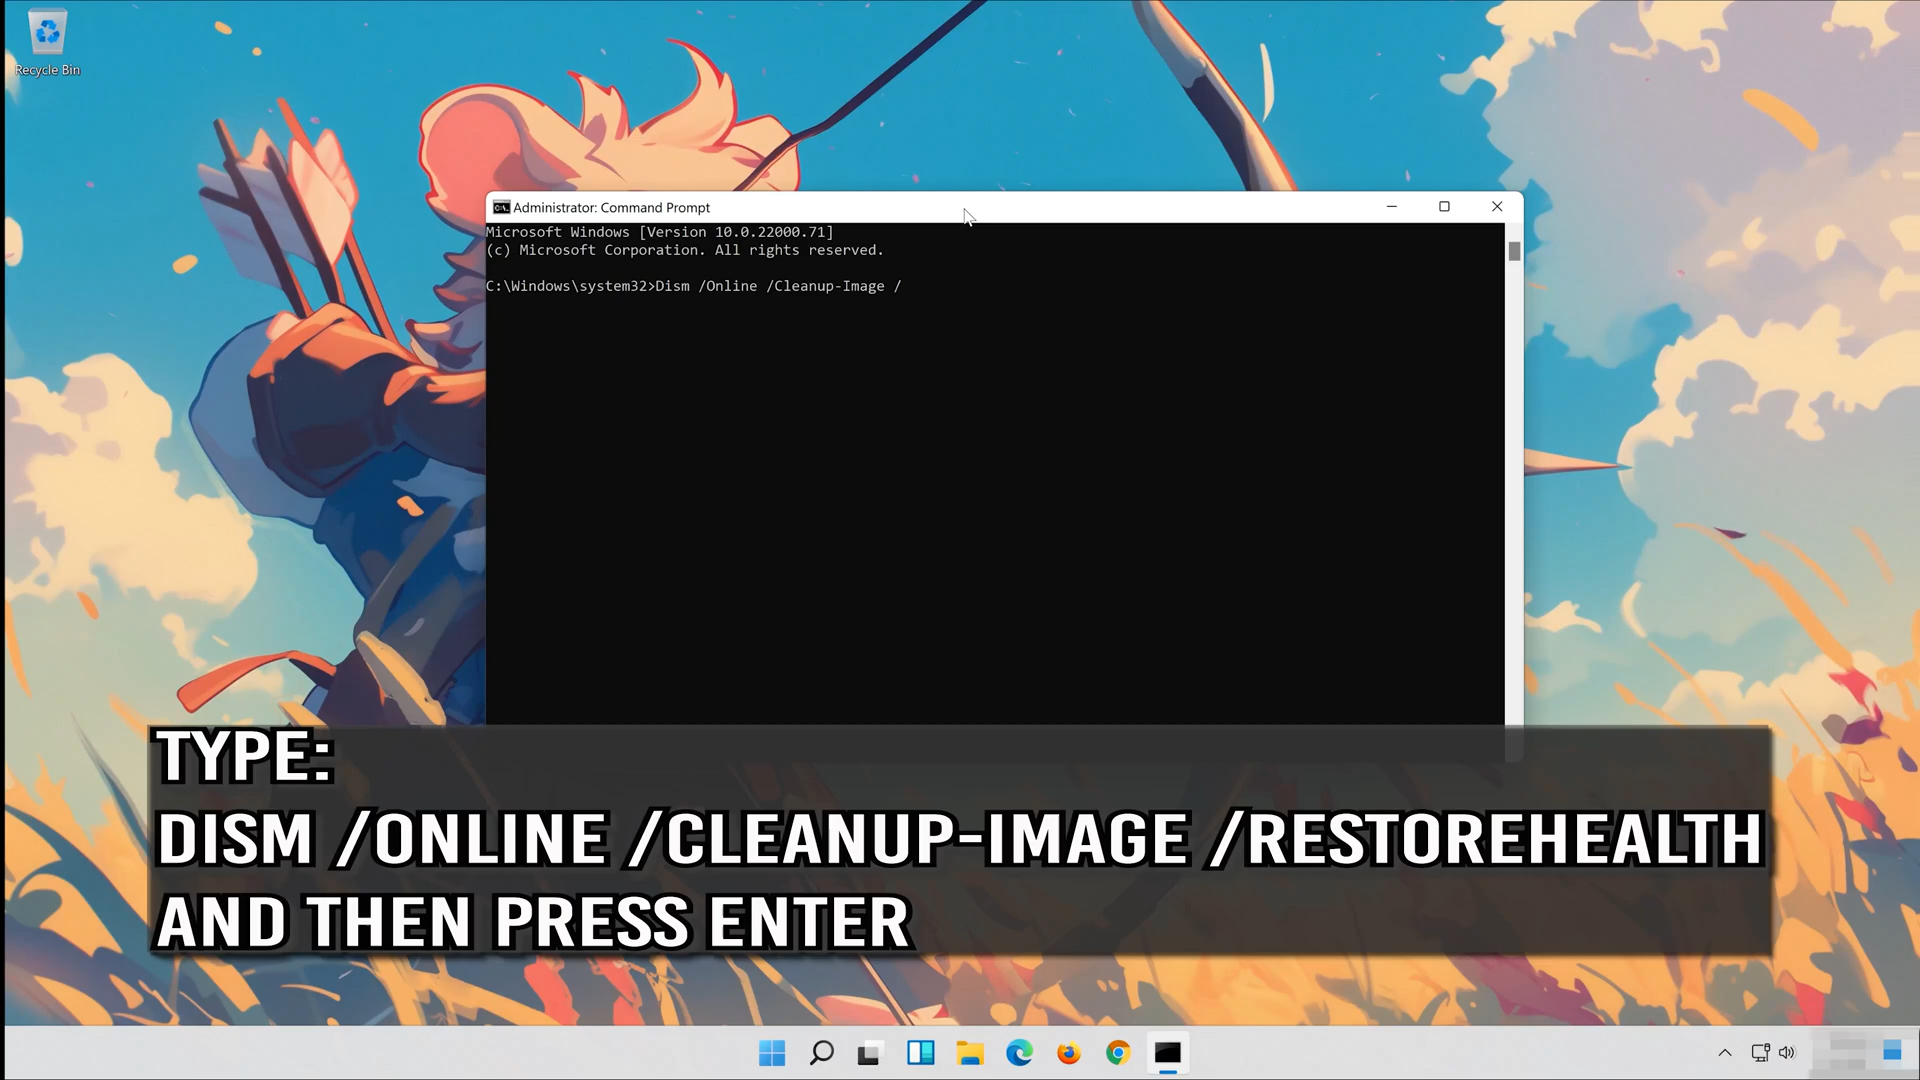 Recycle Bin
Administrator: Command Prompt
Microsoft Windows [Version 10.0.22000.71]
(c) Microsoft Corporation. All rights reserved.
C:\Windows\system32>Dism /Online /Cleanup-Image /
TYPE:
DISM /ONLINE /CLEANUP-IMAGE /RESTOREHEALTH
AND THEN PRESS ENTER